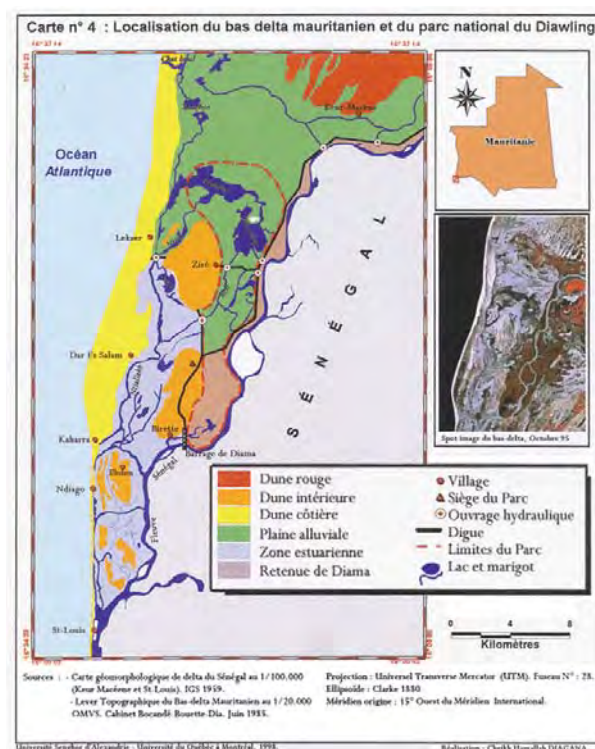 Carte n° 4 : Localisation du bas delta mauritanien et du parc national du Diawling
Océan
Atlantique
N
Mauritanie
Lekser
Ziré
SÉNÉGAL
Dar Es Salam
Birette
Kaharra
Barrage de Diama
Ndiago
Fleuve
Sénégal
St-Louis
Spot image du bas delta, Octobre 95
Dune rouge
Dune intérieure
Dune côtière
Plaine alluviale
Zone estuarienne
Retenue de Diama
Village
Siège du Parc
Ouvrage hydraulique
Digue
Limites du Parc
Lac et marigot
0 4 8
Kilomètres
Sources : - Carte géomorphologique de delta du Sénégal au 1/100.000
(Keur Macène et St Louis). IGS 1959.
- Lever Topographique du Bas-delta Mauritanien au 1/20.000
OMVS. Cabinet Bocandé Bouette-Dia. Juin 1985.
Projection : Universel Transverse Mercator (UTM). Fuseau N° : 28.
Ellipsoïde : Clarke 1880
Méridien origine : 15° Ouest du Méridien International.
Université Senghor d'Alexandrie - Université du Québec à Montréal, 1998.
Réalisation : Cheikh Hamallah DIAGANA